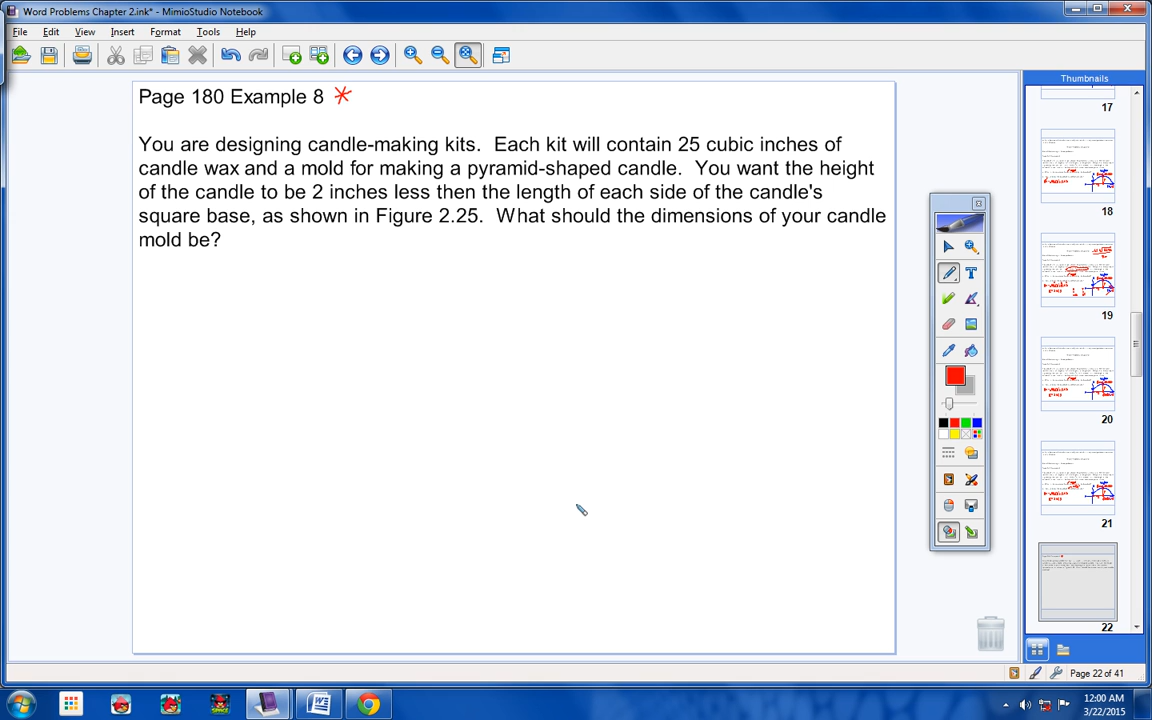 Word Problems Chapter 2.ink* - MimioStudio Notebook
File Edit View Insert Format Tools Help
Thumbnails
Page 180 Example 8 *
You are designing candle-making kits. Each kit will contain 25 cubic inches of
candle wax and a mold for making a pyramid-shaped candle. You want the height
of the candle to be 2 inches less then the length of each side of the candle's
square base, as shown in Figure 2.25. What should the dimensions of your candle
mold be?
T
17
18
19
20
21
22
Page 22 of 41
12:00 AM
3/22/2015